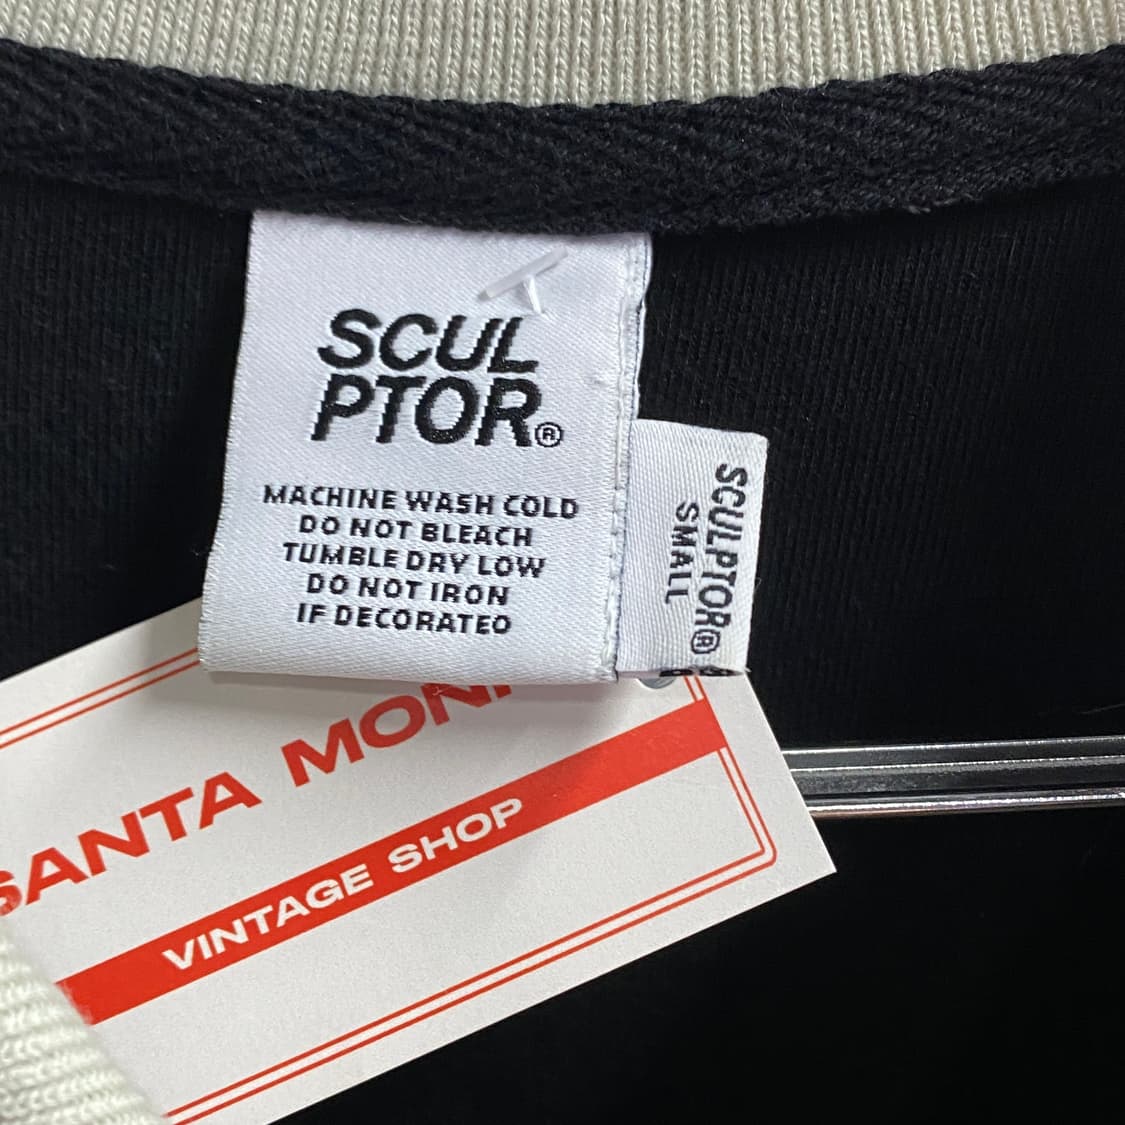 SCUL
PTOR®
MACHINE WASH COLD
DO NOT BLEACH
TUMBLE DRY LOW
DO NOT IRON
IF DECORATED
SCULPTOR®
SMALL
SANTA
VINTAGE SHOP